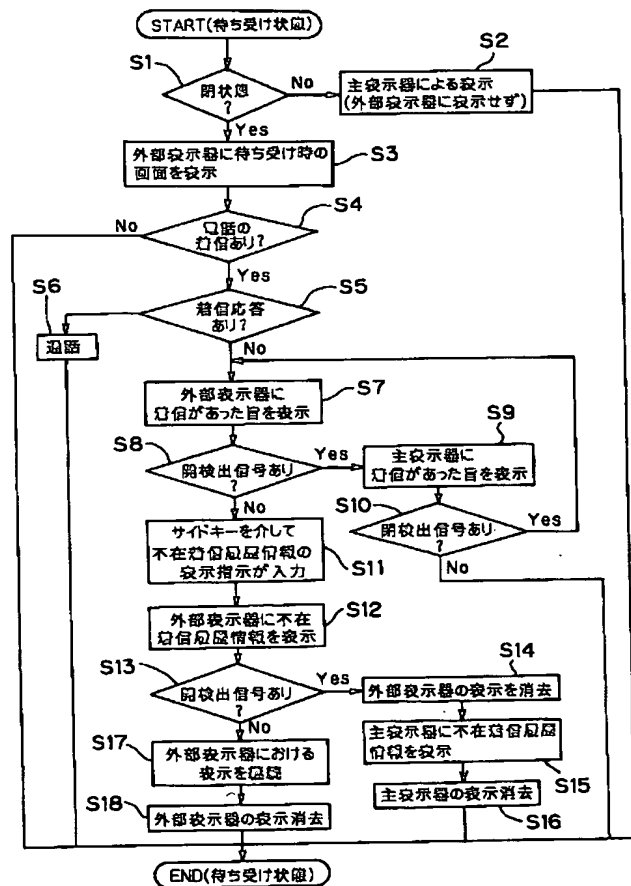 START(待ち受け状態)
S1
閉状態
?
No
Yes
S2
主表示器による表示
(外部表示器に表示せず)
S3
外部表示器に待ち受け時の
画面を表示
S4
通話の
着信あり?
No
Yes
S5
着信応答
あり?
No
S6
通話
S7
外部表示器に
着信があった旨を表示
S8
開検出信号あり
?
Yes
No
S9
主表示器に
着信があった旨を表示
S10
閉検出信号あり
?
Yes
No
サイドキーを介して
不在着信履歴情報の
表示指示が入力
S11
S12
外部表示器に不在
着信履歴情報を表示
S13
開検出信号あり
?
Yes
No
S14
外部表示器の表示を消去
主表示器に不在着信履歴
情報を表示
S15
主表示器の表示消去
S16
S17
外部表示器における
表示を継続
S18
外部表示器の表示消去
END(待ち受け状態)